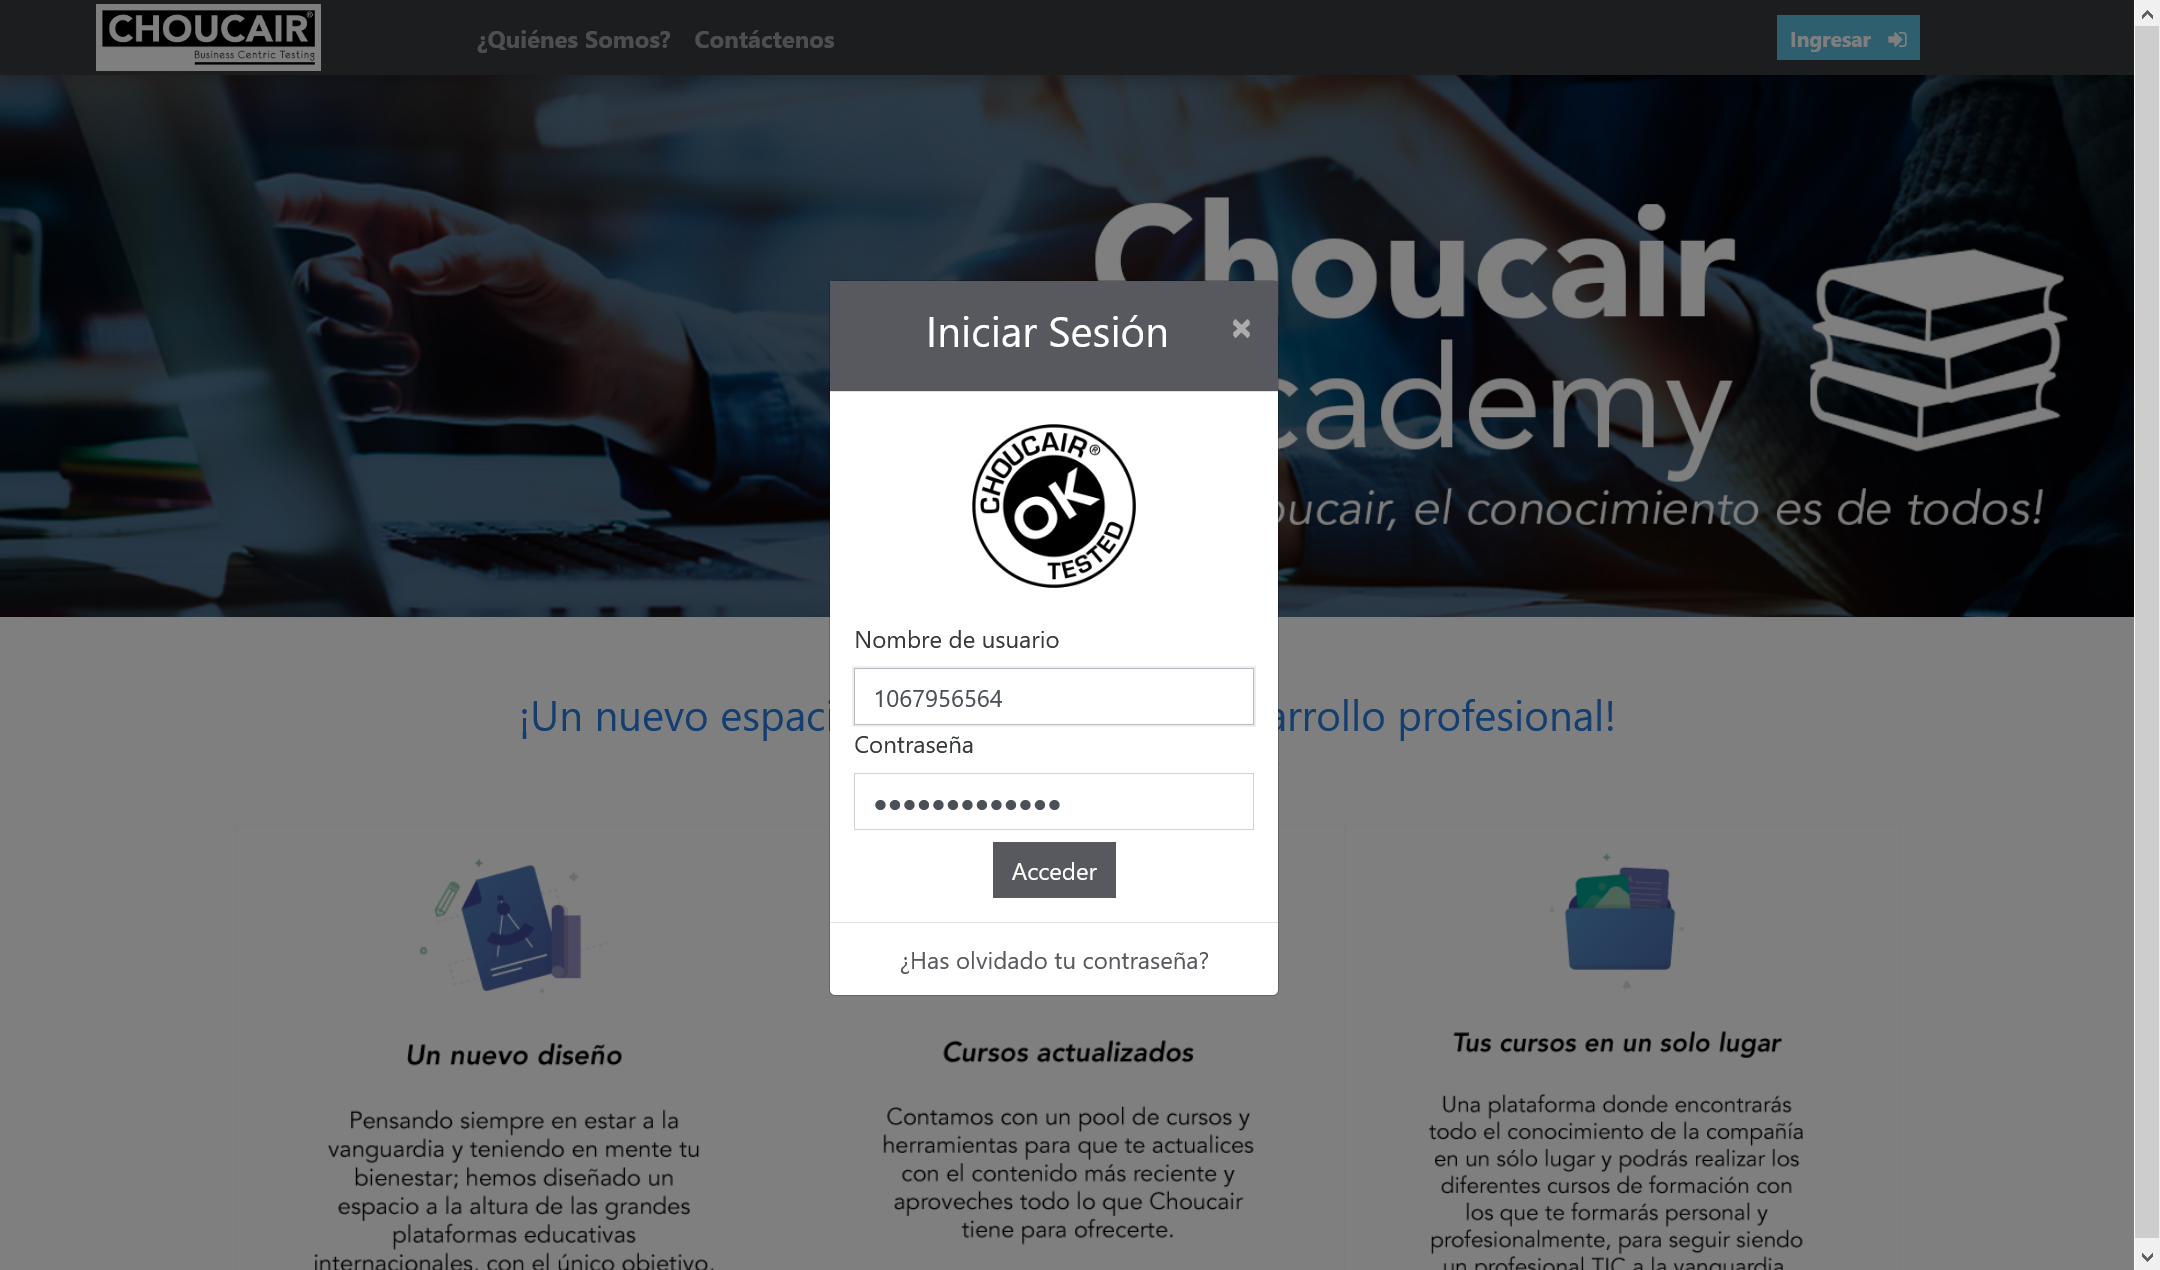 CHOUCAIR®
Business Centric Testing
¿Quiénes Somos?
Contáctenos
Ingresar
Choucair
cademy
oucair, el conocimiento es de todos!
Iniciar Sesión
×
CHOUCAIR®
OK
TESTED
Nombre de usuario
1067956564
Contraseña
•••••••••••••
Acceder
¿Has olvidado tu contraseña?
¡Un nuevo espaci
arrollo profesional!
Un nuevo diseño
Pensando siempre en estar a la
vanguardia y teniendo en mente tu
bienestar; hemos diseñado un
espacio a la altura de las grandes
plataformas educativas
internacionales, con el único objetivo,
Cursos actualizados
Contamos con un pool de cursos y
herramientas para que te actualices
con el contenido más reciente y
aproveches todo lo que Choucair
tiene para ofrecerte.
Tus cursos en un solo lugar
Una plataforma donde encontrarás
todo el conocimiento de la compañía
en un sólo lugar y podrás realizar los
diferentes cursos de formación con
los que te formarás personal y
profesionalmente, para seguir siendo
un profesional TIC a la vanguardia